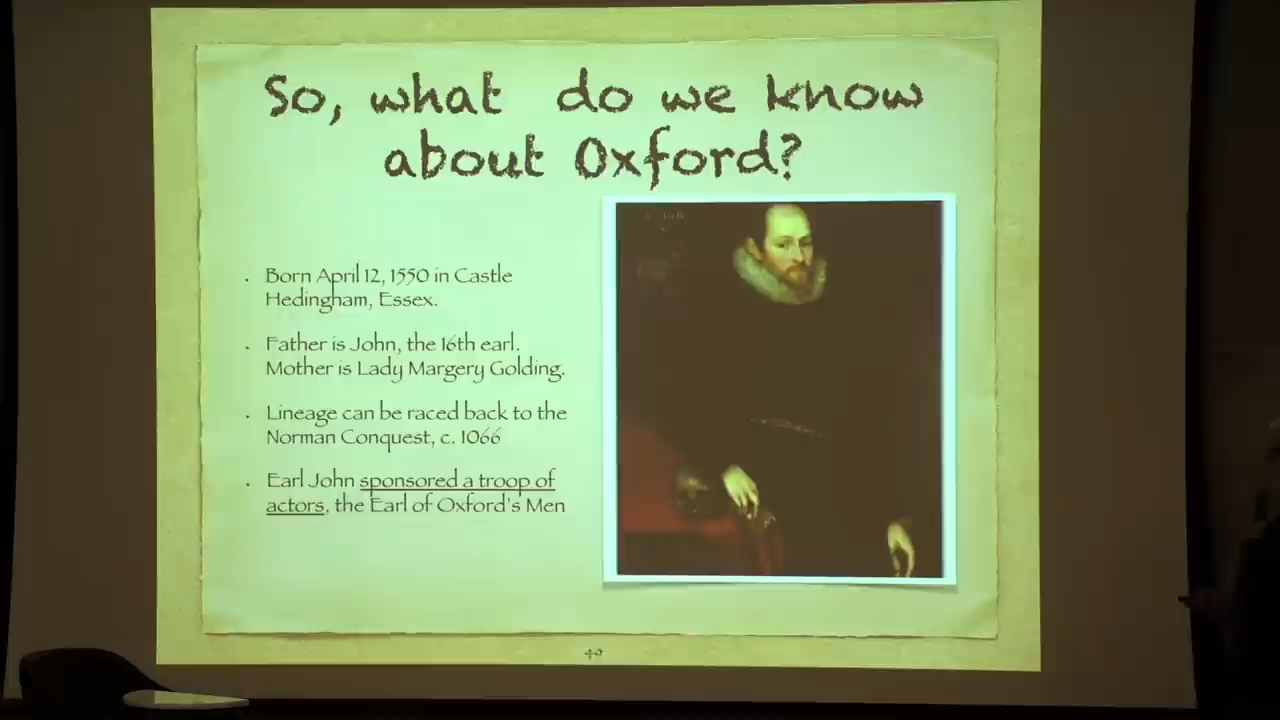 So, what do we know
about Oxford?
. Born April 12, 1550 in Castle
Hedingham, Essex.
. Father is John, the 16th earl.
Mother is Lady Margery Golding.
. Lineage can be raced back to the
Norman Conquest, c. 1066
. Earl John sponsored a troop of
actors, the Earl of Oxford's Men